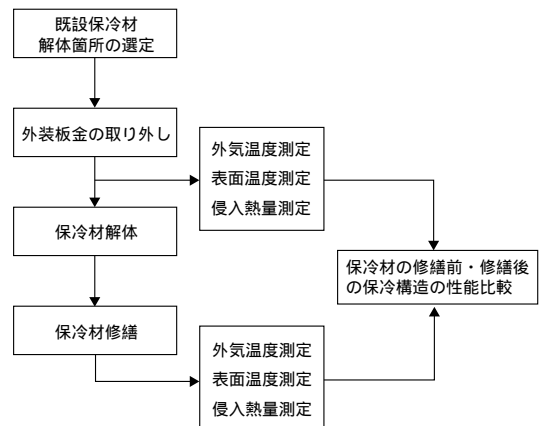 既設保冷材
解体箇所の選定
外装板金の取り外し
外気温度測定
表面温度測定
侵入熱量測定
保冷材解体
保冷材の修繕前・修繕後
の保冷構造の性能比較
保冷材修繕
外気温度測定
表面温度測定
侵入熱量測定